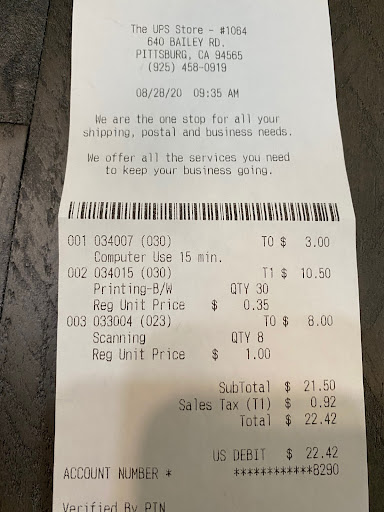 The UPS Store - #1064
640 BAILEY RD.
PITTSBURG, CA 94565
(925) 458-0919
08/28/20 09:35 AM
We are the one stop for all your
shipping, postal and business needs.
We offer all the services you need
to keep your business going.
001 034007 (030) T0 $ 3.00
Computer Use 15 min.
002 034015 (030) T1 $ 10.50
Printing-B/W QTY 30
Reg Unit Price $ 0.35
003 033004 (023) T0 $ 8.00
Scanning QTY 8
Reg Unit Price $ 1.00
SubTotal $ 21.50
Sales Tax (T1) $ 0.92
Total $ 22.42
US DEBIT $ 22.42
ACCOUNT NUMBER * ************8290
Verified By PIN